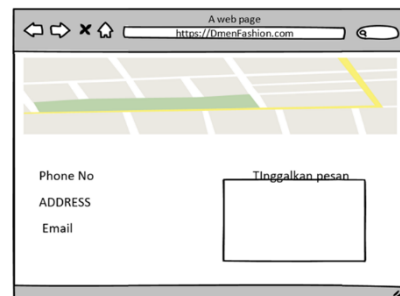 A web page
https://DmenFashion.com
Phone No
TInggalkan pesan
ADDRESS
Email